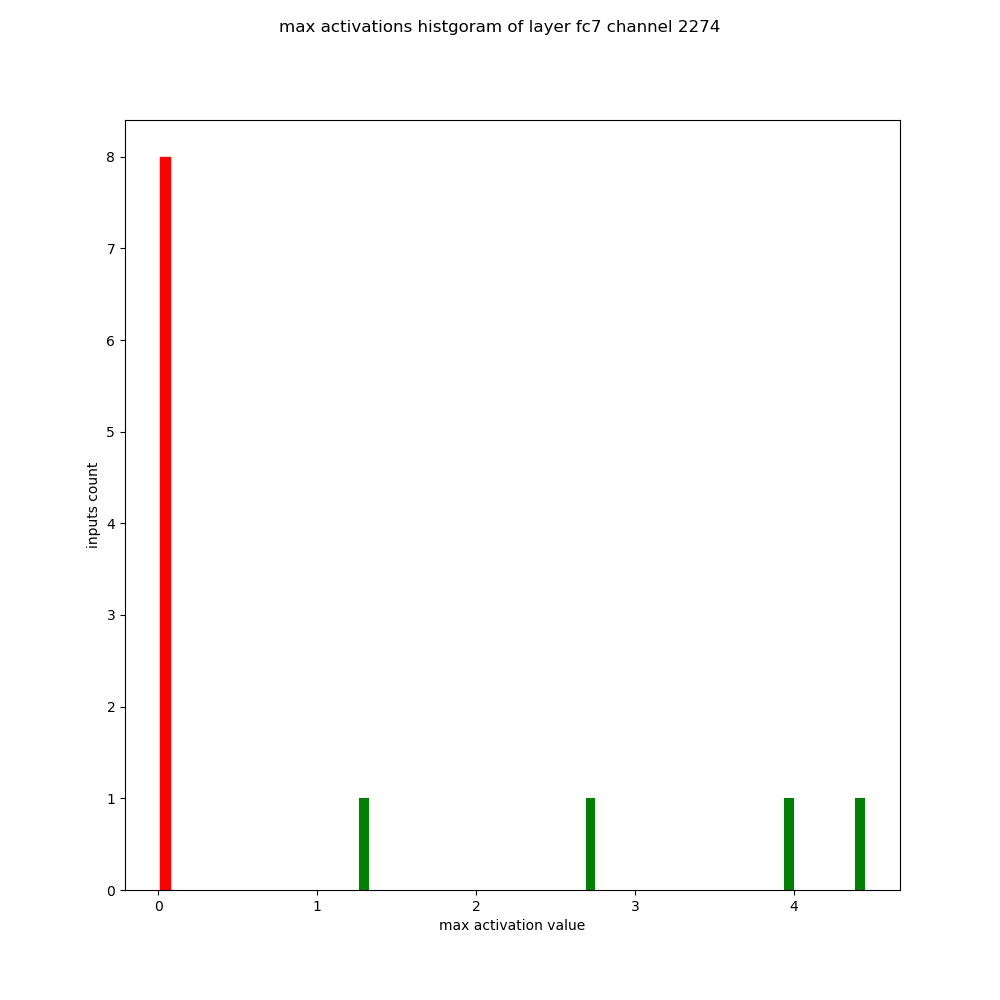 max activations histgoram of layer fc7 channel 2274
8
7
6
5
4
3
2
1
0
inputs count
0 1 2 3 4
max activation value